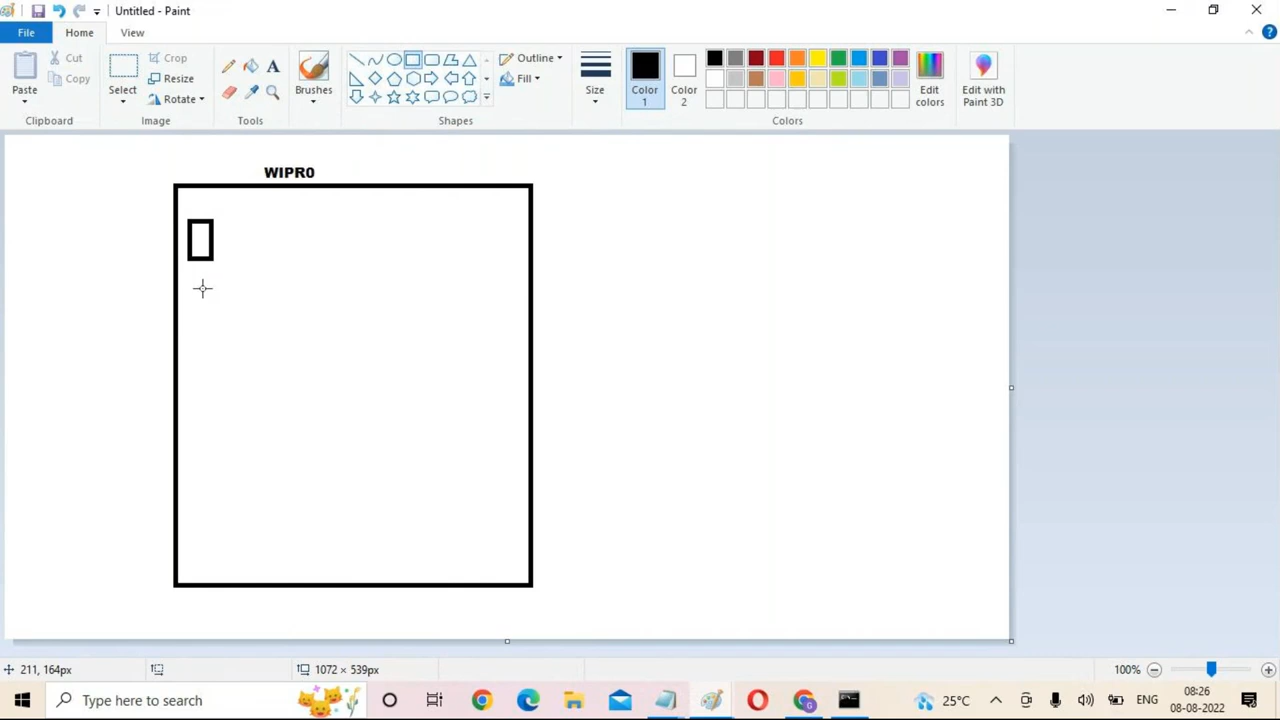 Untitled - Paint
File
Home
View
Paste
Cut
Copy
Clipboard
Select
Crop
Resize
Rotate
Image
A
Tools
Brushes
Shapes
Outline
Fill
Size
Color 1
Color 2
Edit colors
Colors
Edit with Paint 3D
WIPR0
211, 164px
1072 × 539px
100%
Type here to search
25°C
ENG
08:26
08-08-2022